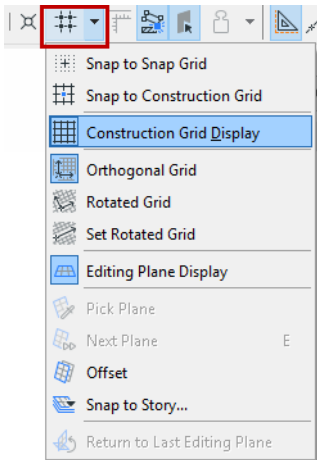 Snap to Snap Grid
Snap to Construction Grid
Construction Grid Display
Orthogonal Grid
Rotated Grid
Set Rotated Grid
Editing Plane Display
Pick Plane
Next Plane E
Offset
Snap to Story...
Return to Last Editing Plane